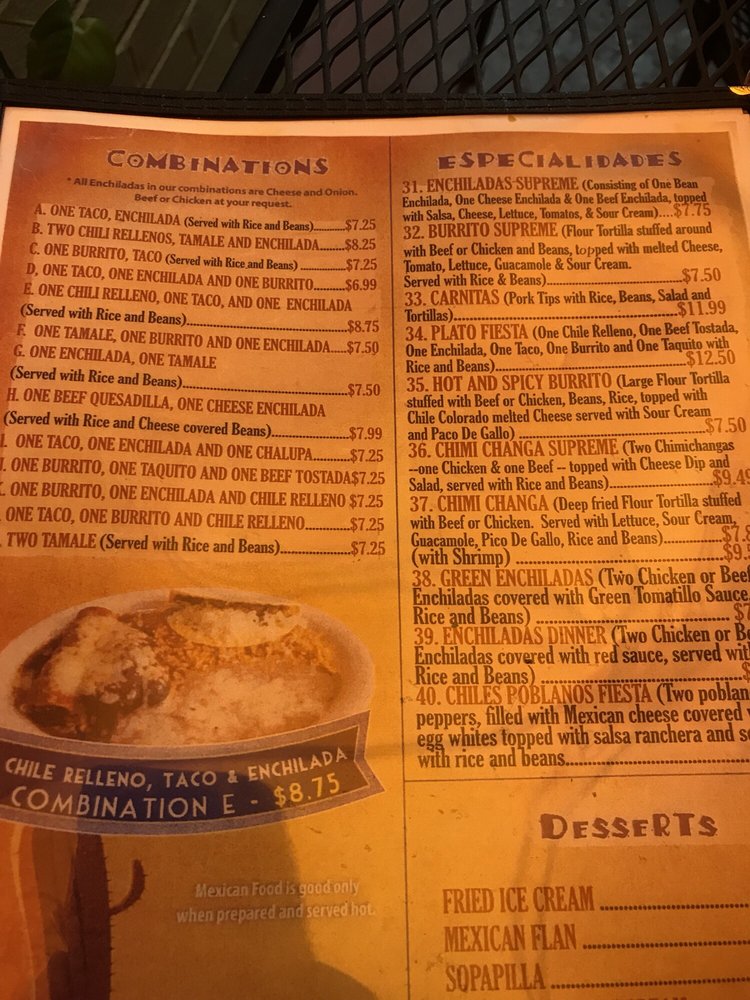 COMBINATIONS
* All Enchiladas in our combinations are Cheese and Onion.
Beef or Chicken at your request.
A. ONE TACO, ENCHILADA (Served with Rice and Beans)..........$7.25
B. TWO CHILI RELLENOS, TAMALE AND ENCHILADA......$8.25
C. ONE BURRITO, TACO (Served with Rice and Beans) ............$7.25
D, ONE TACO, ONE ENCHILADA AND ONE BURRITO........$6.99
E. ONE CHILI RELLENO, ONE TACO, AND ONE ENCHILADA
(Served with Rice and Beans)..........................................$8.75
F. ONE TAMALE, ONE BURRITO AND ONE ENCHILADA....$7.50
G. ONE ENCHILADA, ONE TAMALE
(Served with Rice and Beans)..........................................$7.50
H. ONE BEEF QUESADILLA, ONE CHEESE ENCHILADA
(Served with Rice and Cheese covered Beans)....................$7.99
ONE TACO, ONE ENCHILADA AND ONE CHALUPA.........$7.25
ONE BURRITO, ONE TAQUITO AND ONE BEEF TOSTADA$7.25
ONE BURRITO, ONE ENCHILADA AND CHILE RELLENO $7.25
ONE TACO, ONE BURRITO AND CHILE RELLENO...........$7.25
TWO TAMALE (Served with Rice and Beans)..................$7.25
CHILE RELLENO, TACO & ENCHILADA
COMBINATION E - $8.75
Mexican Food is good only
when prepared and served hot.
ESPECIALIDADES
31. ENCHILADAS SUPREME (Consisting of One Bean
Enchilada, One Cheese Enchilada & One Beef Enchilada, topped
with Salsa, Cheese, Lettuce, Tomatos, & Sour Cream)....$7.75
32. BURRITO SUPREME (Flour Tortilla stuffed around
with Beef or Chicken and Beans, topped with melted Cheese,
Tomato, Lettuce, Guacamole & Sour Cream.
Served with Rice & Beans)....................................$7.50
33. CARNITAS (Pork Tips with Rice, Beans, Salad and
Tortillas)..........................................................$11.99
34. PLATO FIESTA (One Chile Relleno, One Beef Tostada,
One Enchilada, One Taco, One Burrito and One Taquito with
Rice and Beans)..................................................$12.50
35. HOT AND SPICY BURRITO (Large Flour Tortilla
stuffed with Beef or Chicken, Beans, Rice, topped with
Chile Colorado melted Cheese served with Sour Cream
and Paco De Gallo) ................................................$7.50
36. CHIMI CHANGA SUPREME (Two Chimichangas
--one Chicken & one Beef -- topped with Cheese Dip and
Salad, served with Rice and Beans)........................$9.49
37. CHIMI CHANGA (Deep fried Flour Tortilla stuffed
with Beef or Chicken. Served with Lettuce, Sour Cream,
Guacamole, Pico De Gallo, Rice and Beans)..............$7.8
(with Shrimp) ..................................................$9.
38. GREEN ENCHILADAS (Two Chicken or Beef
Enchiladas covered with Green Tomatillo Sauce,
Rice and Beans) ..............................................$7
39. ENCHILADAS DINNER (Two Chicken or Be
Enchiladas covered with red sauce, served wit
Rice and Beans) ..............................................$
40. CHILES POBLANOS FIESTA (Two poblan
peppers, filled with Mexican cheese covered
egg whites topped with salsa ranchera and s
with rice and beans..........................................
DESSERTS
FRIED ICE CREAM ..............................
MEXICAN FLAN ..............................
SOPAPILLA ..............................